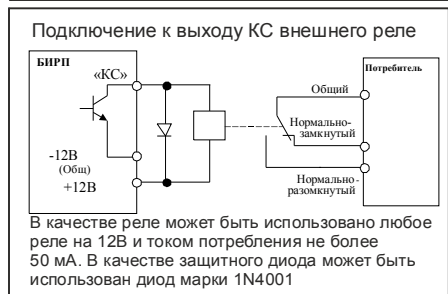 Подключение к выходу КС внешнего реле
БИРП
«КС»
-12В
(Общ)
+12В
Потребитель
Общий
Нормально-
замкнутый
Нормально-
разомкнутый
В качестве реле может быть использовано любое
реле на 12В и током потребления не более
50 мА. В качестве защитного диода может быть
использован диод марки 1N4001